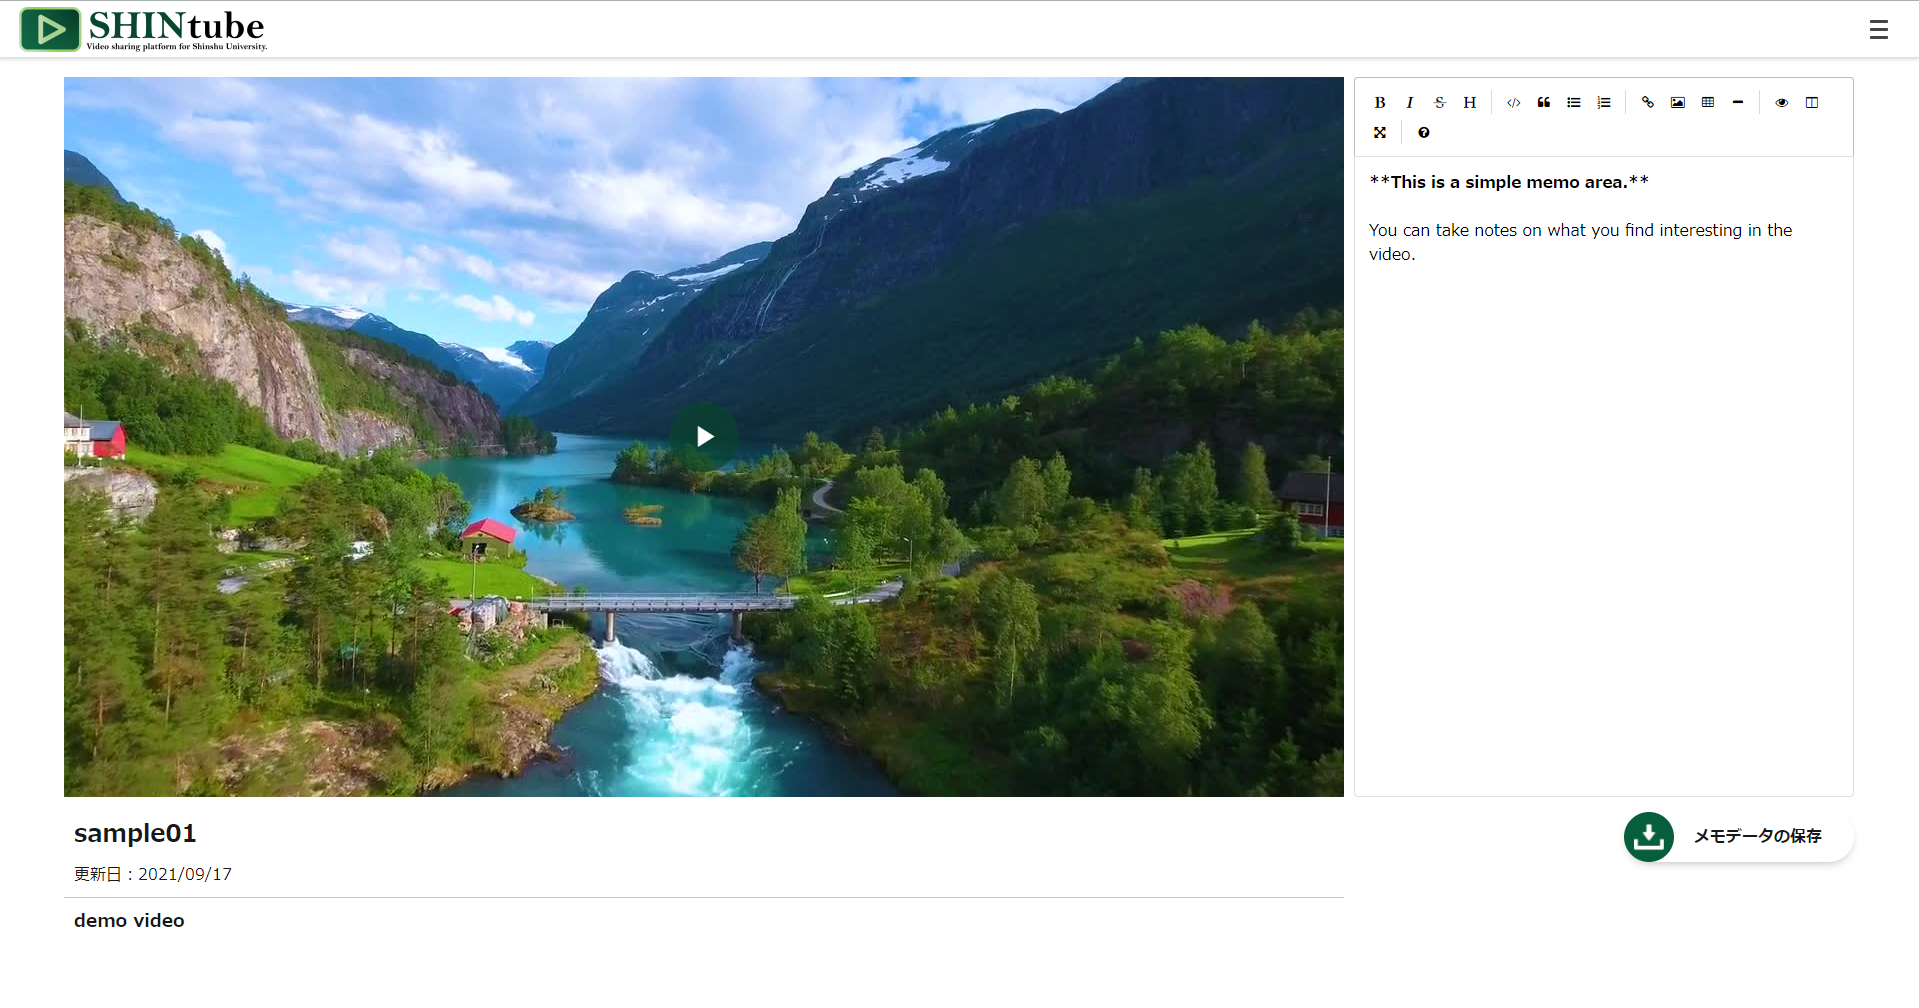 SHINtube
Video sharing platform for Shinshu University.
B I S H
**This is a simple memo area.**
You can take notes on what you find interesting in the
video.
sample01
メモデータの保存
更新日：2021/09/17
demo video